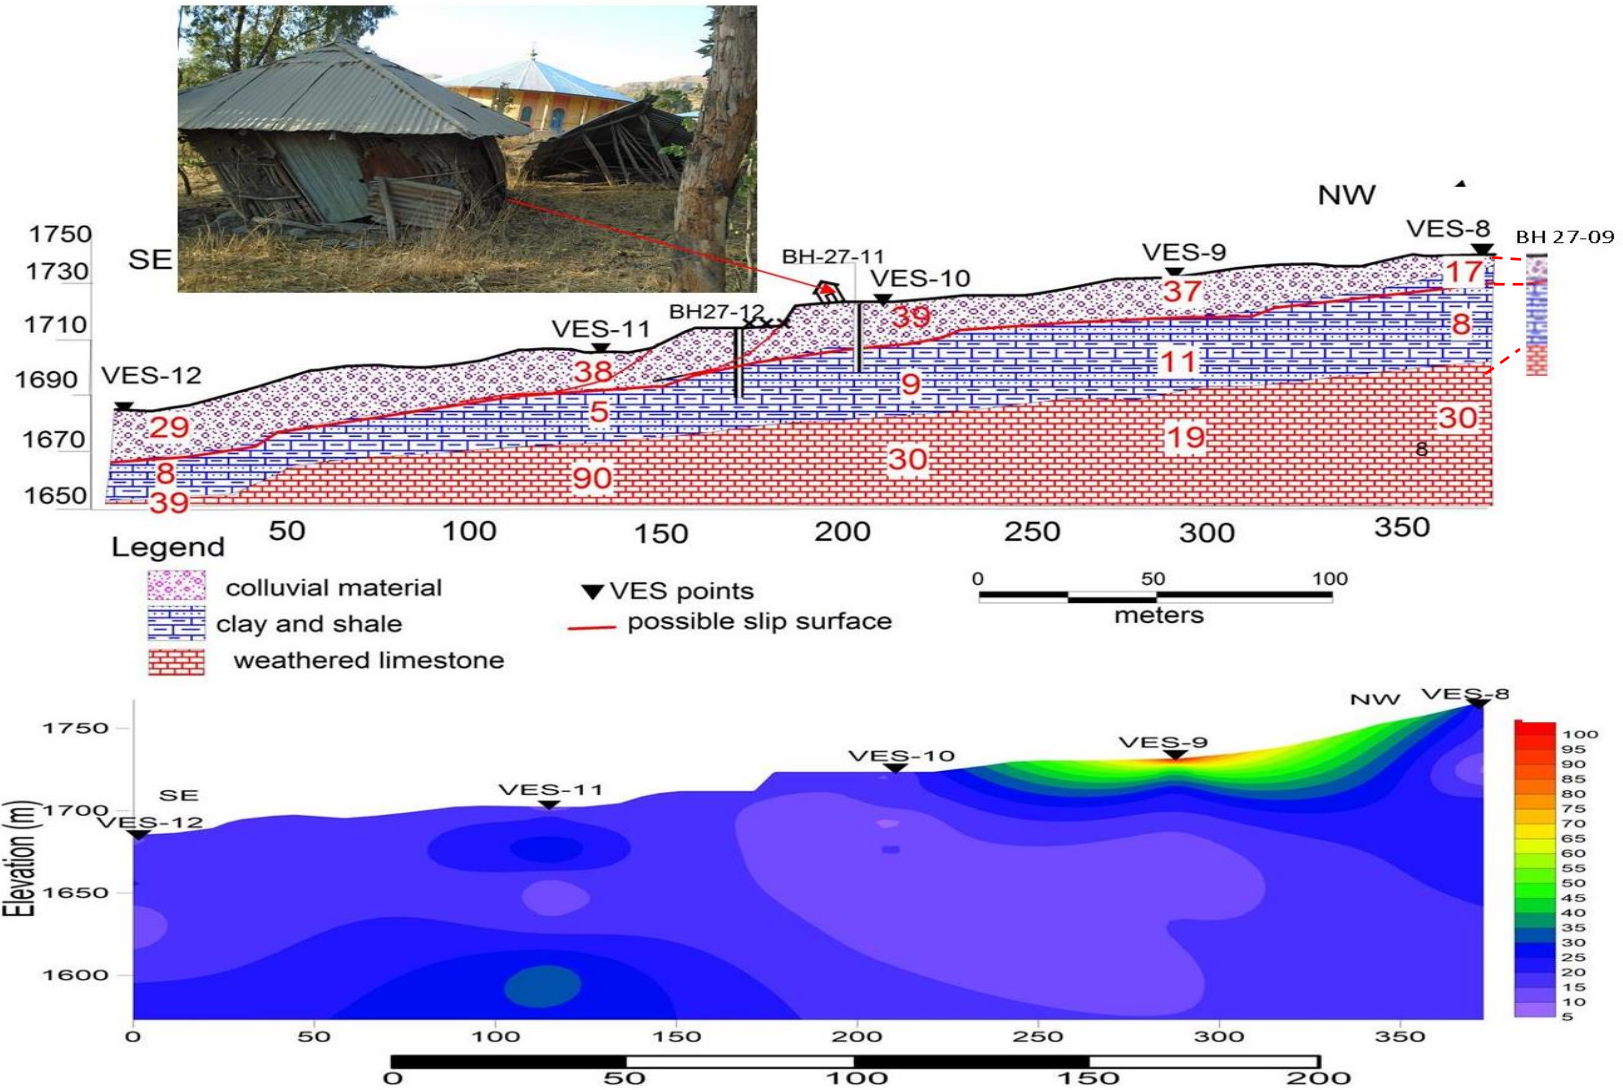 NW
VES-8
1750
BH 27-09
SE
BH-27-11
VES-9
1730
17
VES-10
37
BH27-12
39
1710
VES-11
8
XXX
11
1690
VES-12
38
9
5
30
29
19
1670
8
8
30
90
1650
39
50 100 150 200 250 300 350
Legend
colluvial material
VES points
0 50 100
clay and shale
possible slip surface
meters
weathered limestone
NW VES-8
1750
VES-9
VES-10
SE
VES-11
1700
VES-12
Elevation (m)
1650
1600
100
95
90
85
80
75
70
65
60
55
50
45
40
35
30
25
20
15
10
5
0 50 100 150 200 250 300 350
0 50 100 150 200